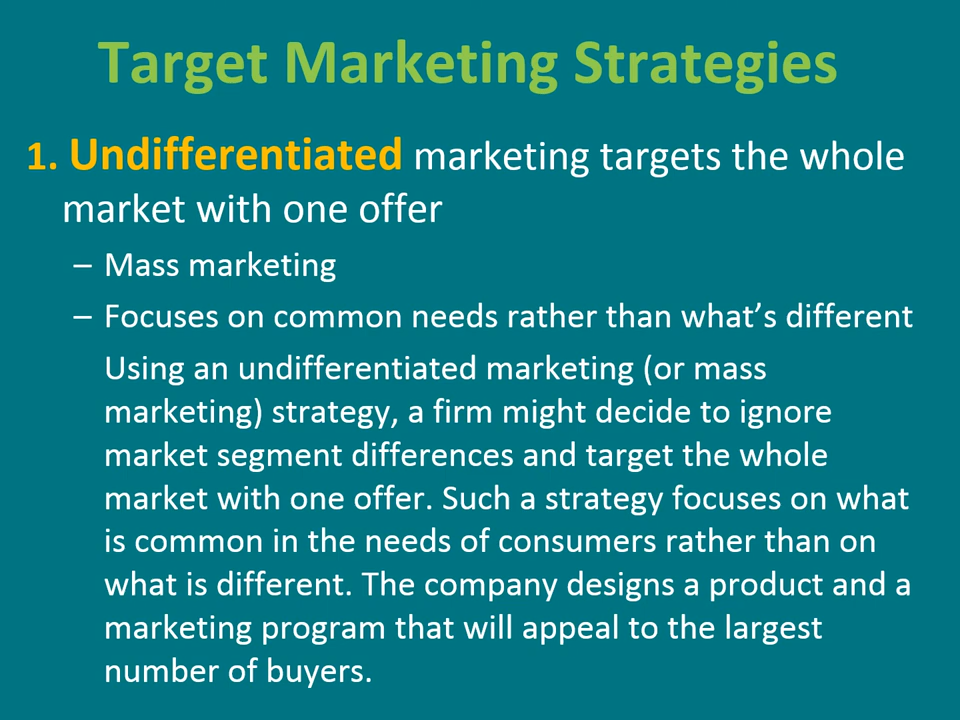 Target Marketing Strategies
1. Undifferentiated marketing targets the whole
market with one offer
– Mass marketing
– Focuses on common needs rather than what’s different
Using an undifferentiated marketing (or mass
marketing) strategy, a firm might decide to ignore
market segment differences and target the whole
market with one offer. Such a strategy focuses on what
is common in the needs of consumers rather than on
what is different. The company designs a product and a
marketing program that will appeal to the largest
number of buyers.